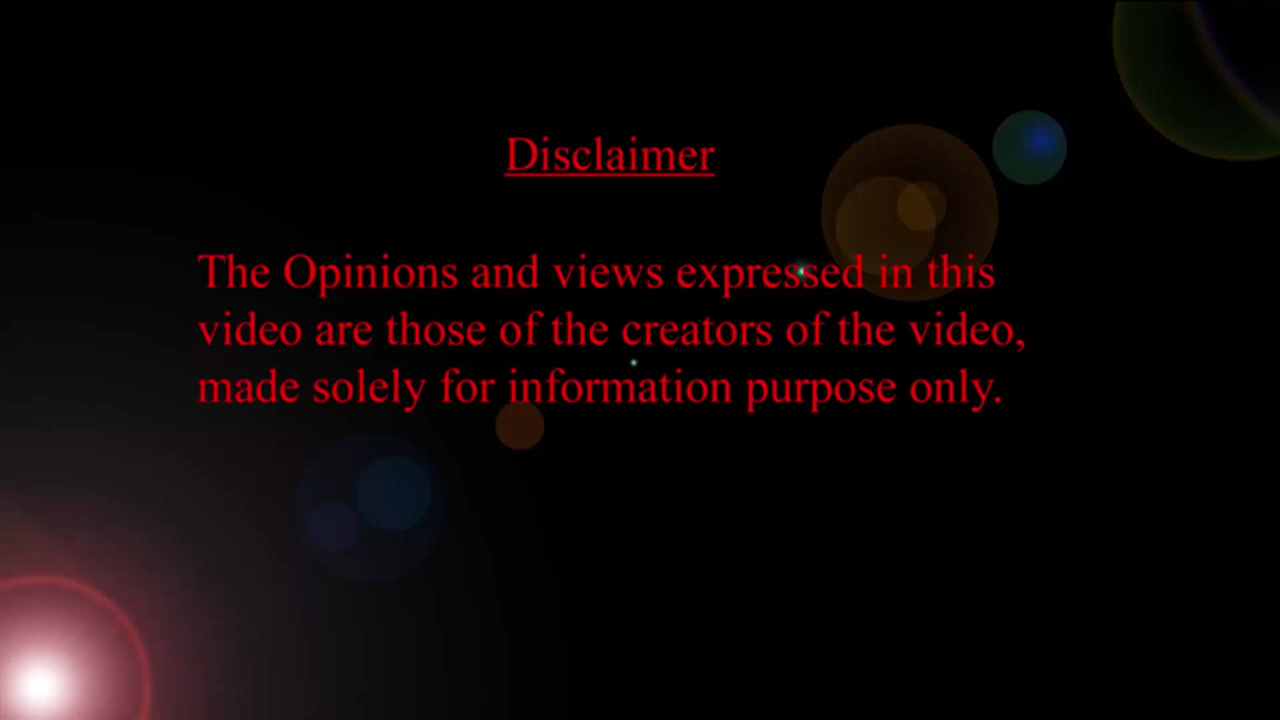 Disclaimer
The Opinions and views expressed in this
video are those of the creators of the video,
made solely for information purpose only.